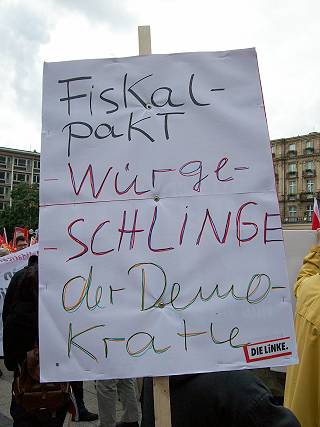 Fiskal-
pakt
- Würge-
- SCHLINGE
der Demo-
kratie
DIE LINKE.